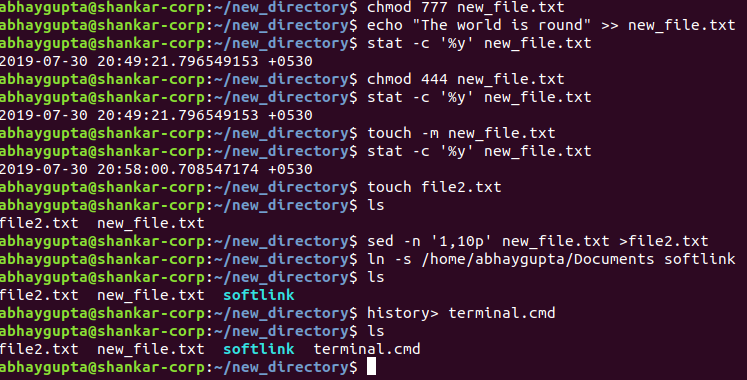 abhaygupta@shankar-corp:~/new_directory$ chmod 777 new_file.txt
abhaygupta@shankar-corp:~/new_directory$ echo "The world is round" >> new_file.txt
abhaygupta@shankar-corp:~/new_directory$ stat -c '%y' new_file.txt
2019-07-30 20:49:21.796549153 +0530
abhaygupta@shankar-corp:~/new_directory$ chmod 444 new_file.txt
abhaygupta@shankar-corp:~/new_directory$ stat -c '%y' new_file.txt
2019-07-30 20:49:21.796549153 +0530
abhaygupta@shankar-corp:~/new_directory$ touch -m new_file.txt
abhaygupta@shankar-corp:~/new_directory$ stat -c '%y' new_file.txt
2019-07-30 20:58:00.708547174 +0530
abhaygupta@shankar-corp:~/new_directory$ touch file2.txt
abhaygupta@shankar-corp:~/new_directory$ ls
file2.txt  new_file.txt
abhaygupta@shankar-corp:~/new_directory$ sed -n '1,10p' new_file.txt >file2.txt
abhaygupta@shankar-corp:~/new_directory$ ln -s /home/abhaygupta/Documents softlink
abhaygupta@shankar-corp:~/new_directory$ ls
file2.txt  new_file.txt  softlink
abhaygupta@shankar-corp:~/new_directory$ history> terminal.cmd
abhaygupta@shankar-corp:~/new_directory$ ls
file2.txt  new_file.txt  softlink  terminal.cmd
abhaygupta@shankar-corp:~/new_directory$